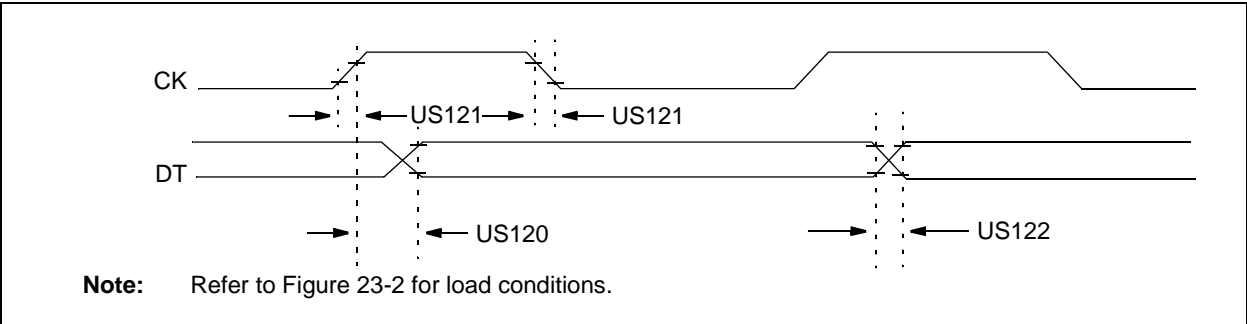 CK
US121 US121
DT
US120 US122
Note: Refer to Figure 23-2 for load conditions.